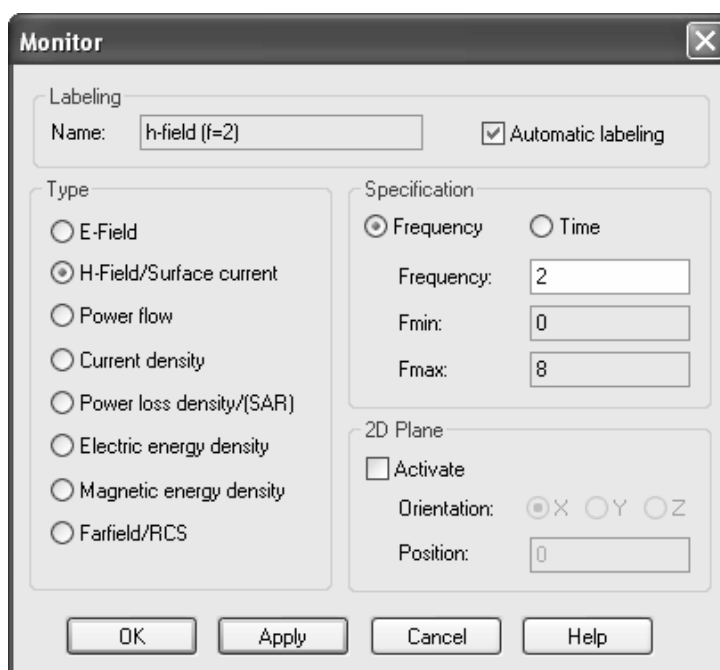 Monitor
Labeling
Name: h-field (f=2) Automatic labeling
Type
E-Field
H-Field/Surface current
Power flow
Current density
Power loss density/(SAR)
Electric energy density
Magnetic energy density
Farfield/RCS
Specification
Frequency Time
Frequency: 2
Fmin: 0
Fmax: 8
2D Plane
Activate
Orientation: X Y Z
Position: 0
OK Apply Cancel Help